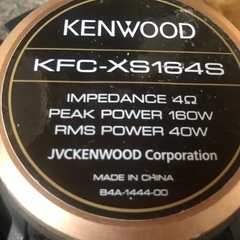 KENWOOD
KFC-XS164S
IMPEDANCE 4Ω
PEAK POWER 160W
RMS POWER 40W
JVCKENWOOD Corporation
MADE IN CHINA
B4A-1444-00